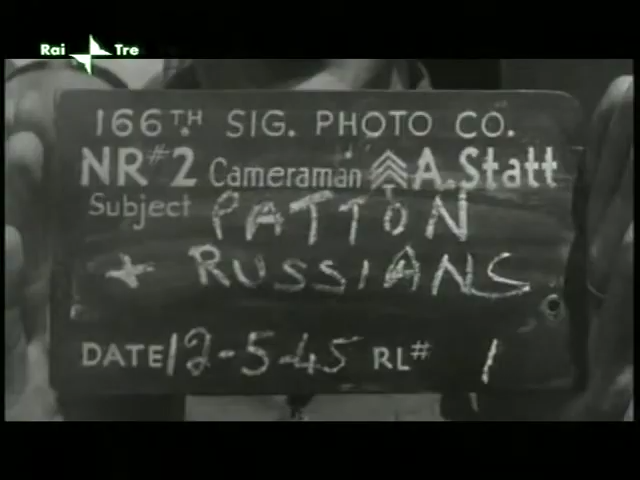 Rai Tre
166TH SIG. PHOTO CO.
NR#2 Cameraman A. Statt
Subject PATTON
+ RUSSIANS
DATE 12-5-45 RL# 1